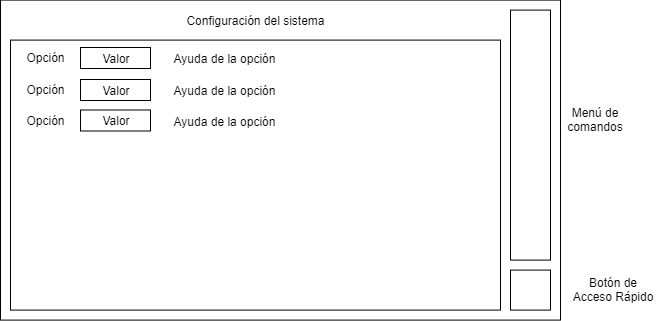 Configuración del sistema
Opción Valor Ayuda de la opción
Opción Valor Ayuda de la opción
Opción Valor Ayuda de la opción
Menú de
comandos
Botón de
Acceso Rápido